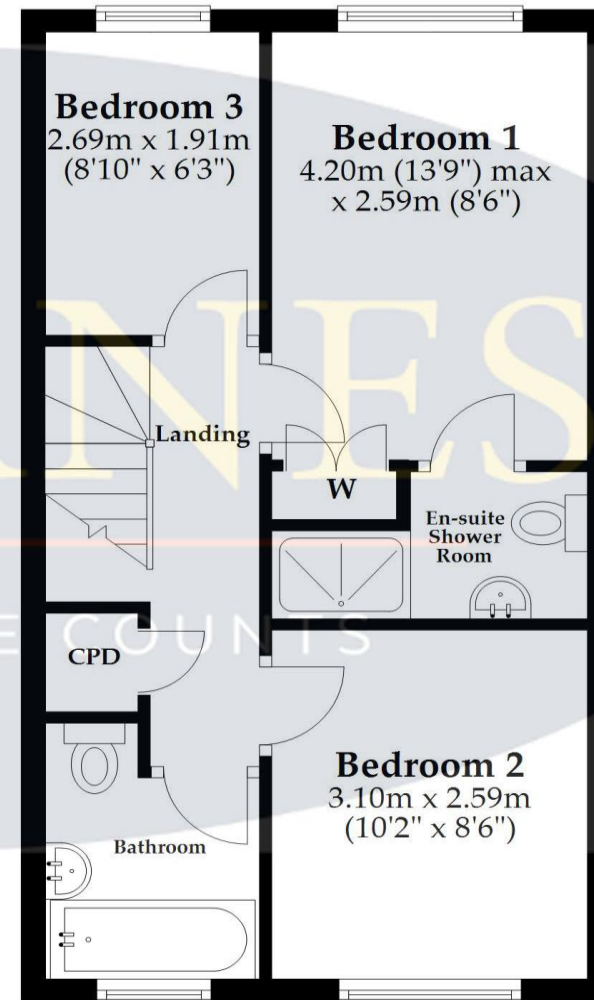 Bedroom 3
2.69m x 1.91m
(8'10" x 6'3")
Bedroom 1
4.20m (13'9") max
x 2.59m (8'6")
Landing
W
En-suite
Shower
Room
CPD
Bedroom 2
3.10m x 2.59m
(10'2" x 8'6")
Bathroom
NES
E COUNTS